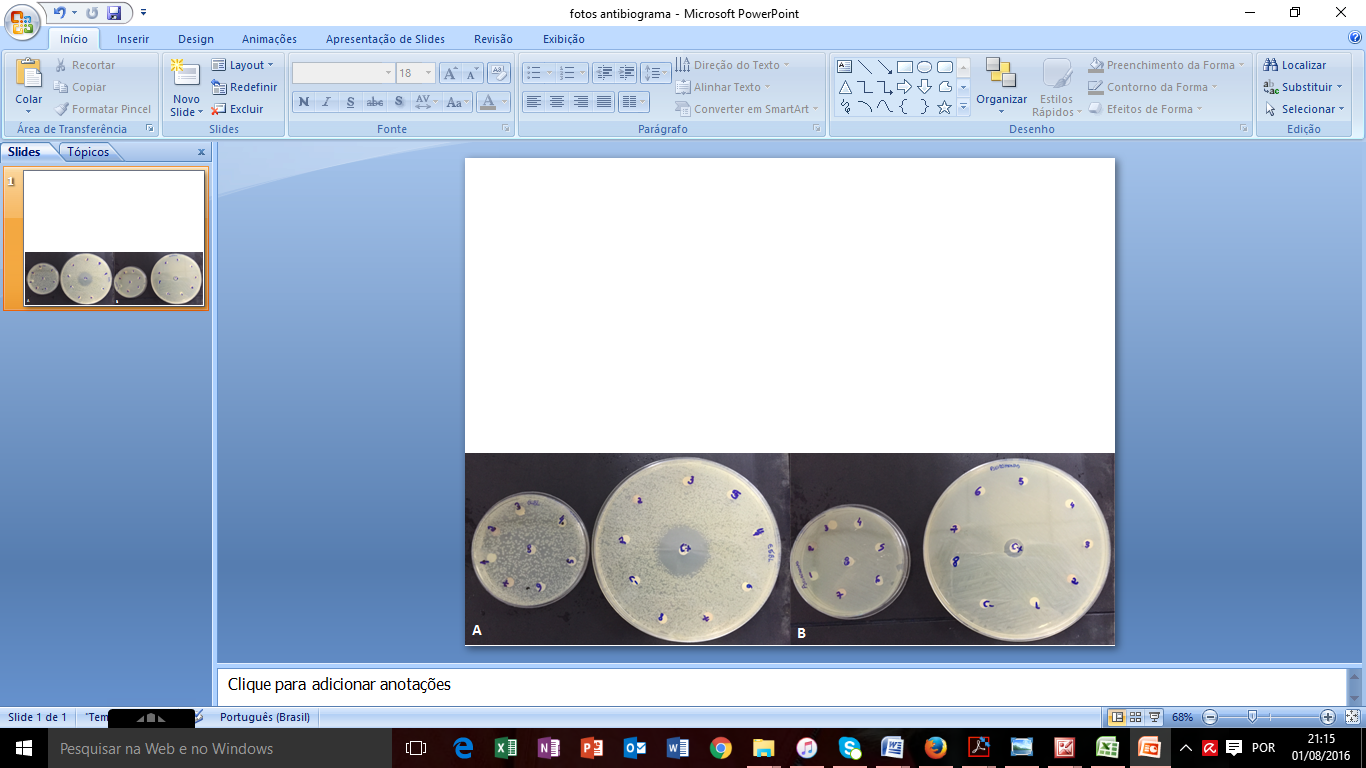 fotos antibiograma - Microsoft PowerPoint
Início
Inserir
Design
Animações
Apresentação de Slides
Revisão
Exibição
Colar
Recortar
Copiar
Formatar Pincel
Área de Transferência
Novo
Slide
Layout
Redefinir
Excluir
Slides
18
N I S abc S AV Aa A
Fonte
Parágrafo
Direção do Texto
Alinhar Texto
Converter em SmartArt
Organizar
Estilos
Rápidos
Preenchimento da Forma
Contorno da Forma
Efeitos de Forma
Desenho
Localizar
Substituir
Selecionar
Edição
Slides
Tópicos
x
1
A
B
Clique para adicionar anotações
Slide 1 de 1
"Tem
Português (Brasil)
68%
Pesquisar na Web e no Windows
POR
21:15
01/08/2016